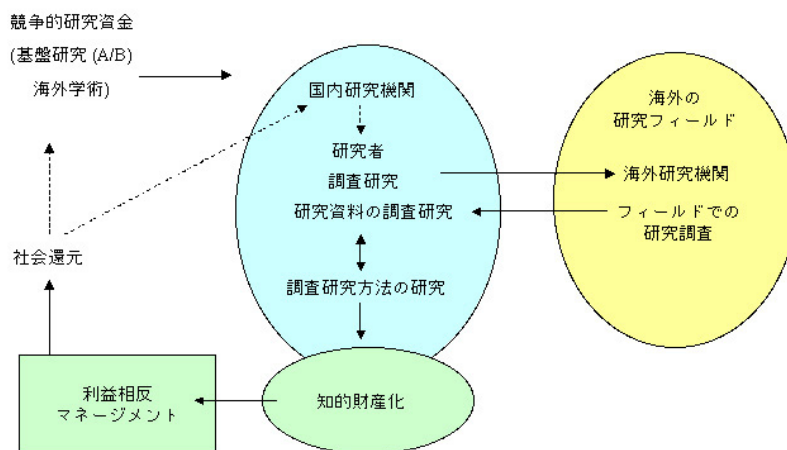 競争的研究資金
(基盤研究 (A/B)
海外学術)
国内研究機関
研究者
調査研究
研究資料の調査研究
調査研究方法の研究
海外の
研究フィールド
海外研究機関
フィールドでの
研究調査
社会還元
利益相反
マネージメント
知的財産化